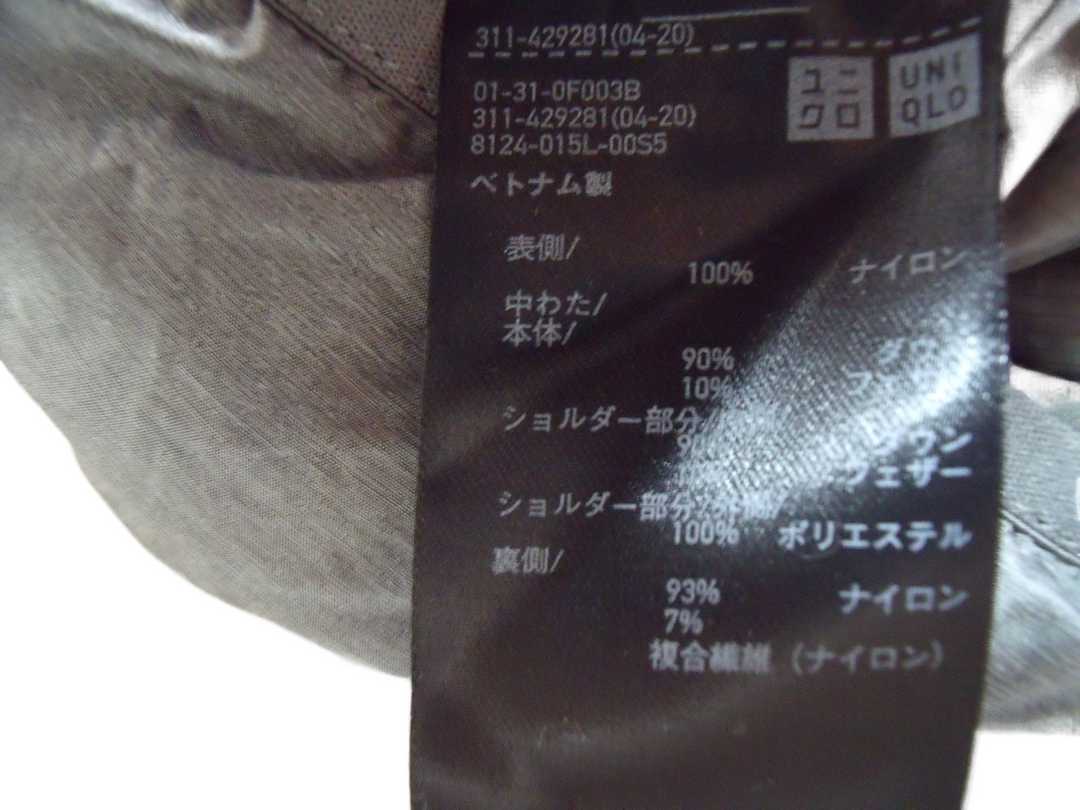 311-429281(04-20)
ユニ
クロ
UNI
QLO
01-31-0F003B
311-429281(04-20)
8124-015L-00S5
ベトナム製
表側/
100% ナイロン
中わた/
本体/
90%
10%
ショルダー部分/
ダウン
フェザー
ショルダー部分/外側/
100% ポリエステル
裏側/
93% ナイロン
7%
複合繊維(ナイロン)